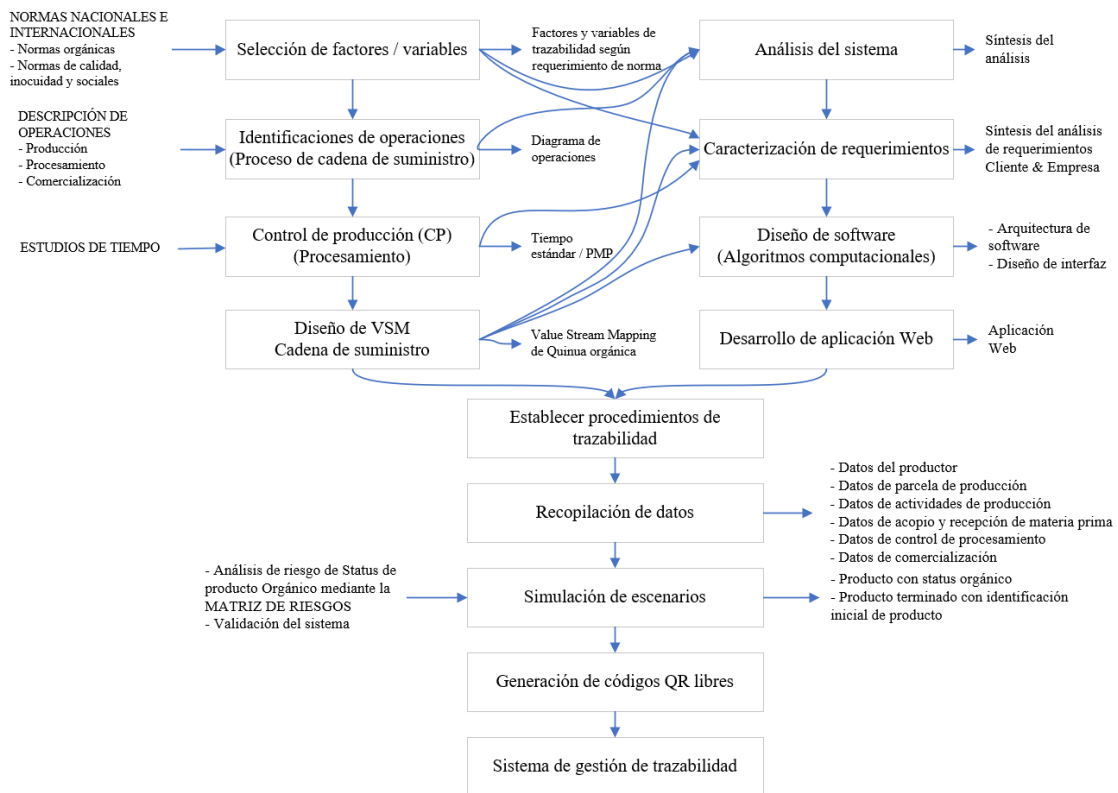 NORMAS NACIONALES E
INTERNACIONALES
- Normas orgánicas
- Normas de calidad,
inocuidad y sociales
Selección de factores / variables
Factores y variables de
trazabilidad según
requerimiento de norma
Análisis del sistema
Síntesis del
análisis
DESCRIPCIÓN DE
OPERACIONES
- Producción
- Procesamiento
- Comercialización
Identificaciones de operaciones
(Proceso de cadena de suministro)
Diagrama de
operaciones
Caracterización de requerimientos
Síntesis del análisis
de requerimientos
Cliente & Empresa
ESTUDIOS DE TIEMPO
Control de producción (CP)
(Procesamiento)
Tiempo
estándar / PMP
Diseño de software
(Algoritmos computacionales)
- Arquitectura de
software
- Diseño de interfaz
Diseño de VSM
Cadena de suministro
Value Stream Mapping
de Quinua orgánica
Desarrollo de aplicación Web
Aplicación
Web
Establecer procedimientos de
trazabilidad
Recopilación de datos
- Datos del productor
- Datos de parcela de producción
- Datos de actividades de producción
- Datos de acopio y recepción de materia prima
- Datos de control de procesamiento
- Datos de comercialización
- Análisis de riesgo de Status de
producto Orgánico mediante la
MATRIZ DE RIESGOS
- Validación del sistema
Simulación de escenarios
- Producto con status orgánico
- Producto terminado con identificación
inicial de producto
Generación de códigos QR libres
Sistema de gestión de trazabilidad